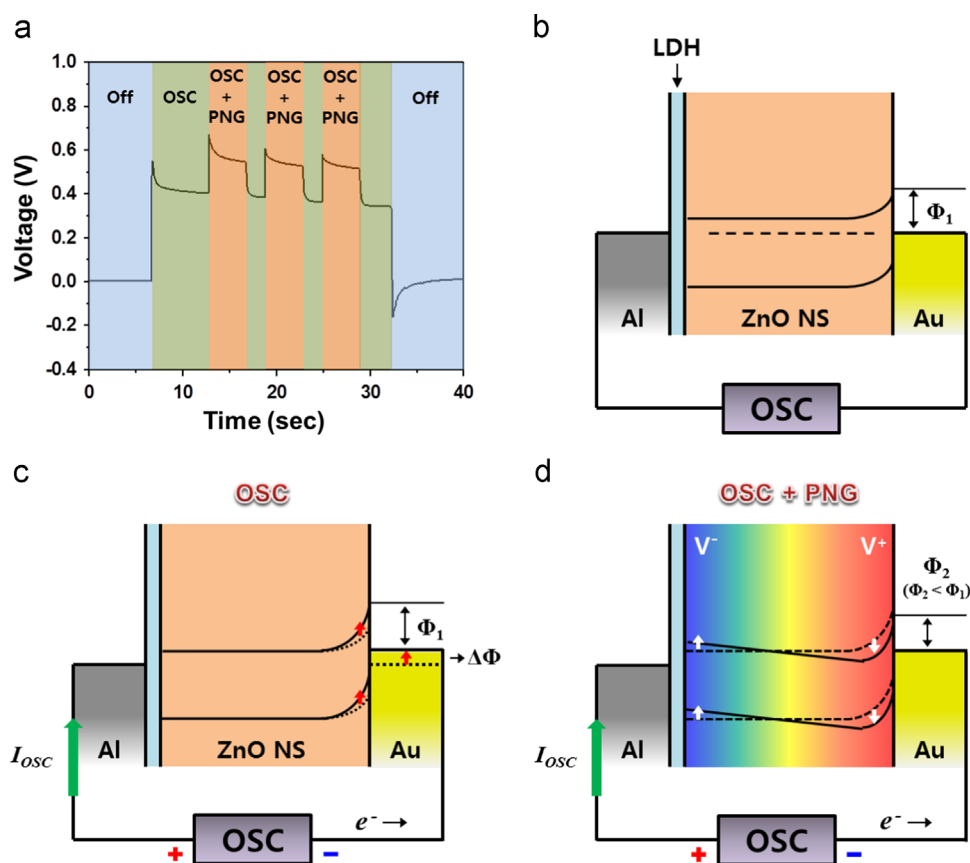 a
1.0
0.8
0.6
0.4
0.2
0.0
-0.2
-0.4
Voltage (V)
Off
OSC
OSC
+
PNG
OSC
+
PNG
OSC
+
PNG
Off
0
10
20
30
40
Time (sec)
b
LDH
Φ1
Al
ZnO NS
Au
OSC
c
OSC
Φ1
ΔΦ
Al
ZnO NS
Au
IOSC
e- →
OSC
+
−
d
OSC + PNG
V-
V+
Φ2
(Φ2 < Φ1)
Al
Au
IOSC
e- →
OSC
+
−